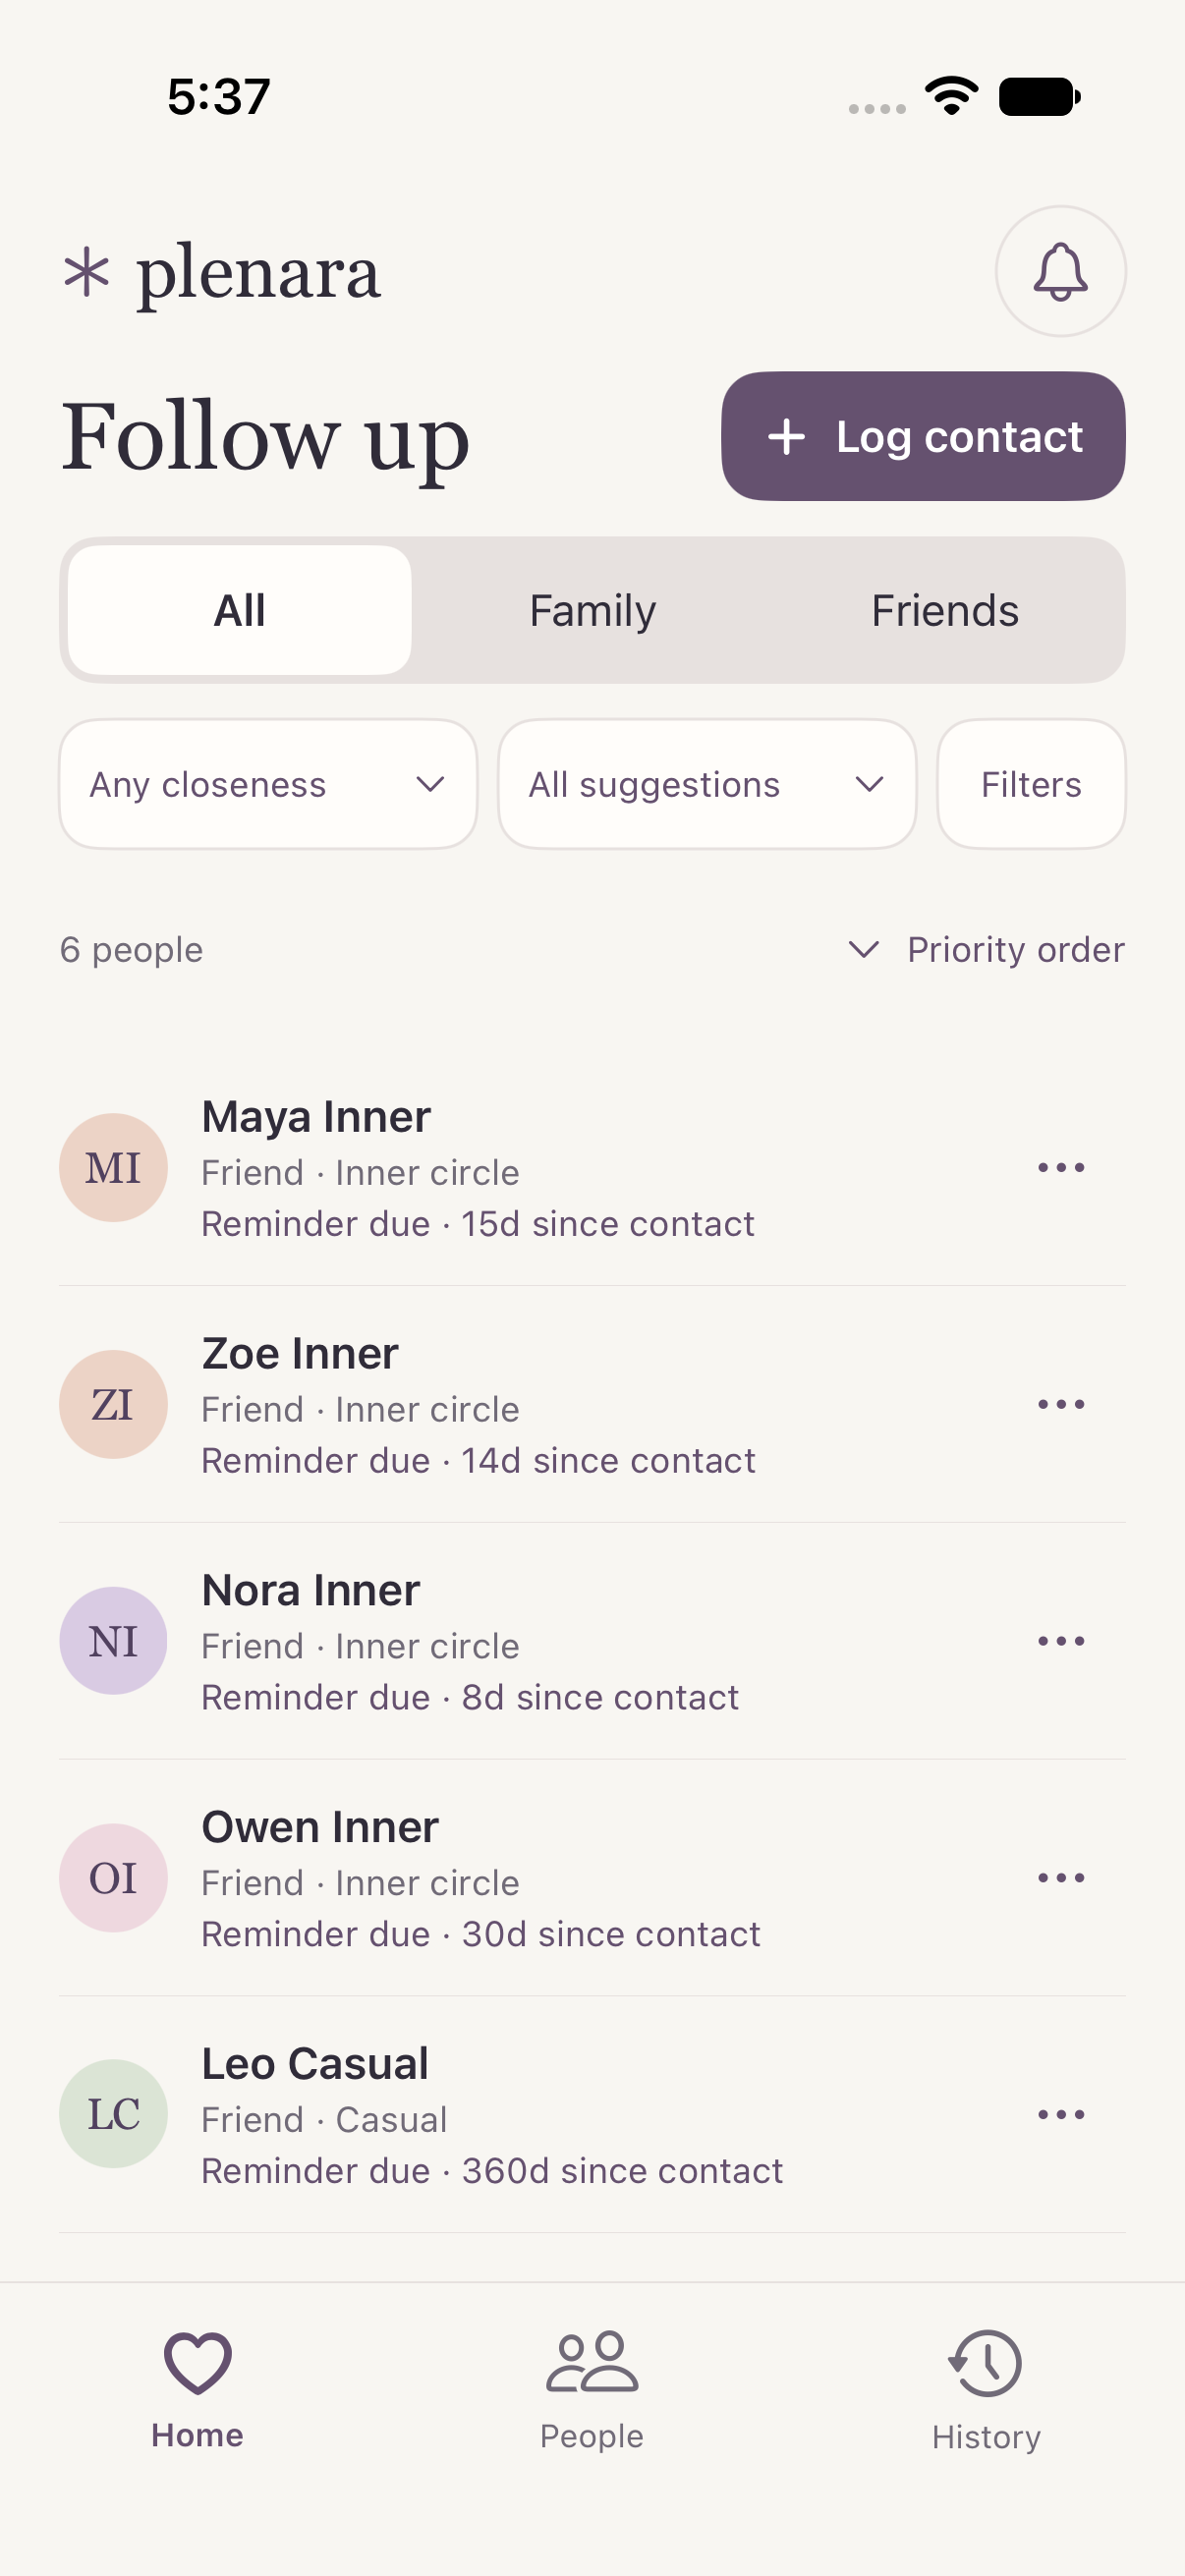 5:37
plenara
Follow up
+ Log contact
All Family Friends
Any closeness All suggestions Filters
6 people Priority order
MI
Maya Inner
Friend · Inner circle
Reminder due · 15d since contact
ZI
Zoe Inner
Friend · Inner circle
Reminder due · 14d since contact
NI
Nora Inner
Friend · Inner circle
Reminder due · 8d since contact
OI
Owen Inner
Friend · Inner circle
Reminder due · 30d since contact
LC
Leo Casual
Friend · Casual
Reminder due · 360d since contact
Home People History